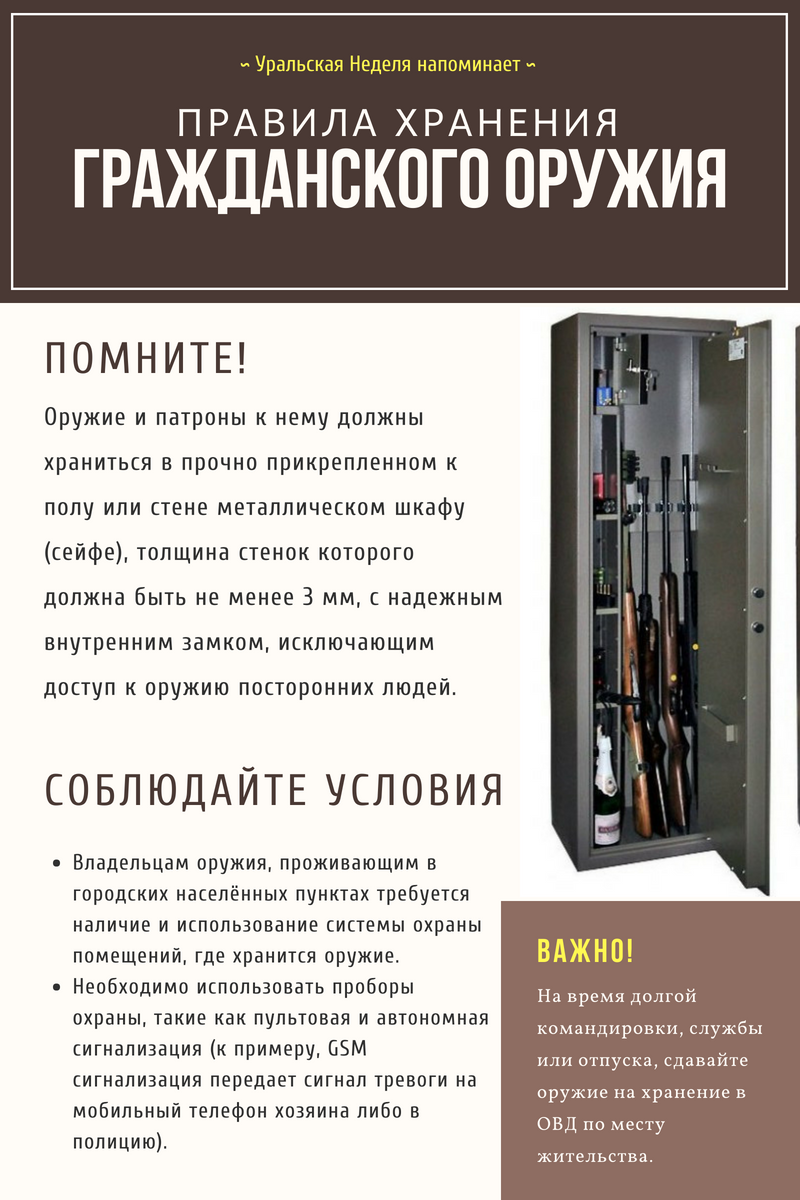 ~ Уральская Неделя напоминает ~
ПРАВИЛА ХРАНЕНИЯ
ГРАЖДАНСКОГО ОРУЖИЯ
ПОМНИТЕ!
Оружие и патроны к нему должны
храниться в прочно прикрепленном к
полу или стене металлическом шкафу
(сейфе), толщина стенок которого
должна быть не менее 3 мм, с надежным
внутренним замком, исключающим
доступ к оружию посторонних людей.
СОБЛЮДАЙТЕ УСЛОВИЯ
• Владельцам оружия, проживающим в
городских населённых пунктах требуется
наличие и использование системы охраны
помещений, где хранится оружие.
• Необходимо использовать проборы
охраны, такие как пультовая и автономная
сигнализация (к примеру, GSM
сигнализация передает сигнал тревоги на
мобильный телефон хозяина либо в
полицию).
ВАЖНО!
На время долгой
командировки, службы
или отпуска, сдавайте
оружие на хранение в
ОВД по месту
жительства.